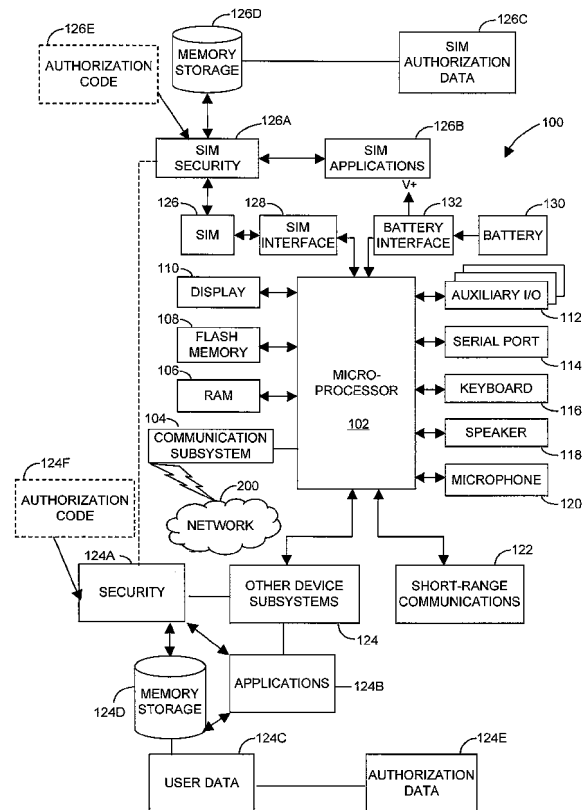 126D
126C
126E
MEMORY
STORAGE
SIM
AUTHORIZATION
DATA
AUTHORIZATION
CODE
126A
126B
100
SIM
SECURITY
SIM
APPLICATIONS
V+
126
128
132
130
SIM
SIM
INTERFACE
BATTERY
INTERFACE
BATTERY
110
DISPLAY
AUXILIARY I/O
112
108
FLASH
MEMORY
SERIAL PORT
114
MICRO-
PROCESSOR
102
106
RAM
KEYBOARD
116
104
COMMUNICATION
SUBSYSTEM
SPEAKER
118
124F
200
MICROPHONE
120
AUTHORIZATION
CODE
NETWORK
124A
SECURITY
OTHER DEVICE
SUBSYSTEMS
124
SHORT-RANGE
COMMUNICATIONS
122
MEMORY
STORAGE
124D
APPLICATIONS
124B
124C
124E
USER DATA
AUTHORIZATION
DATA